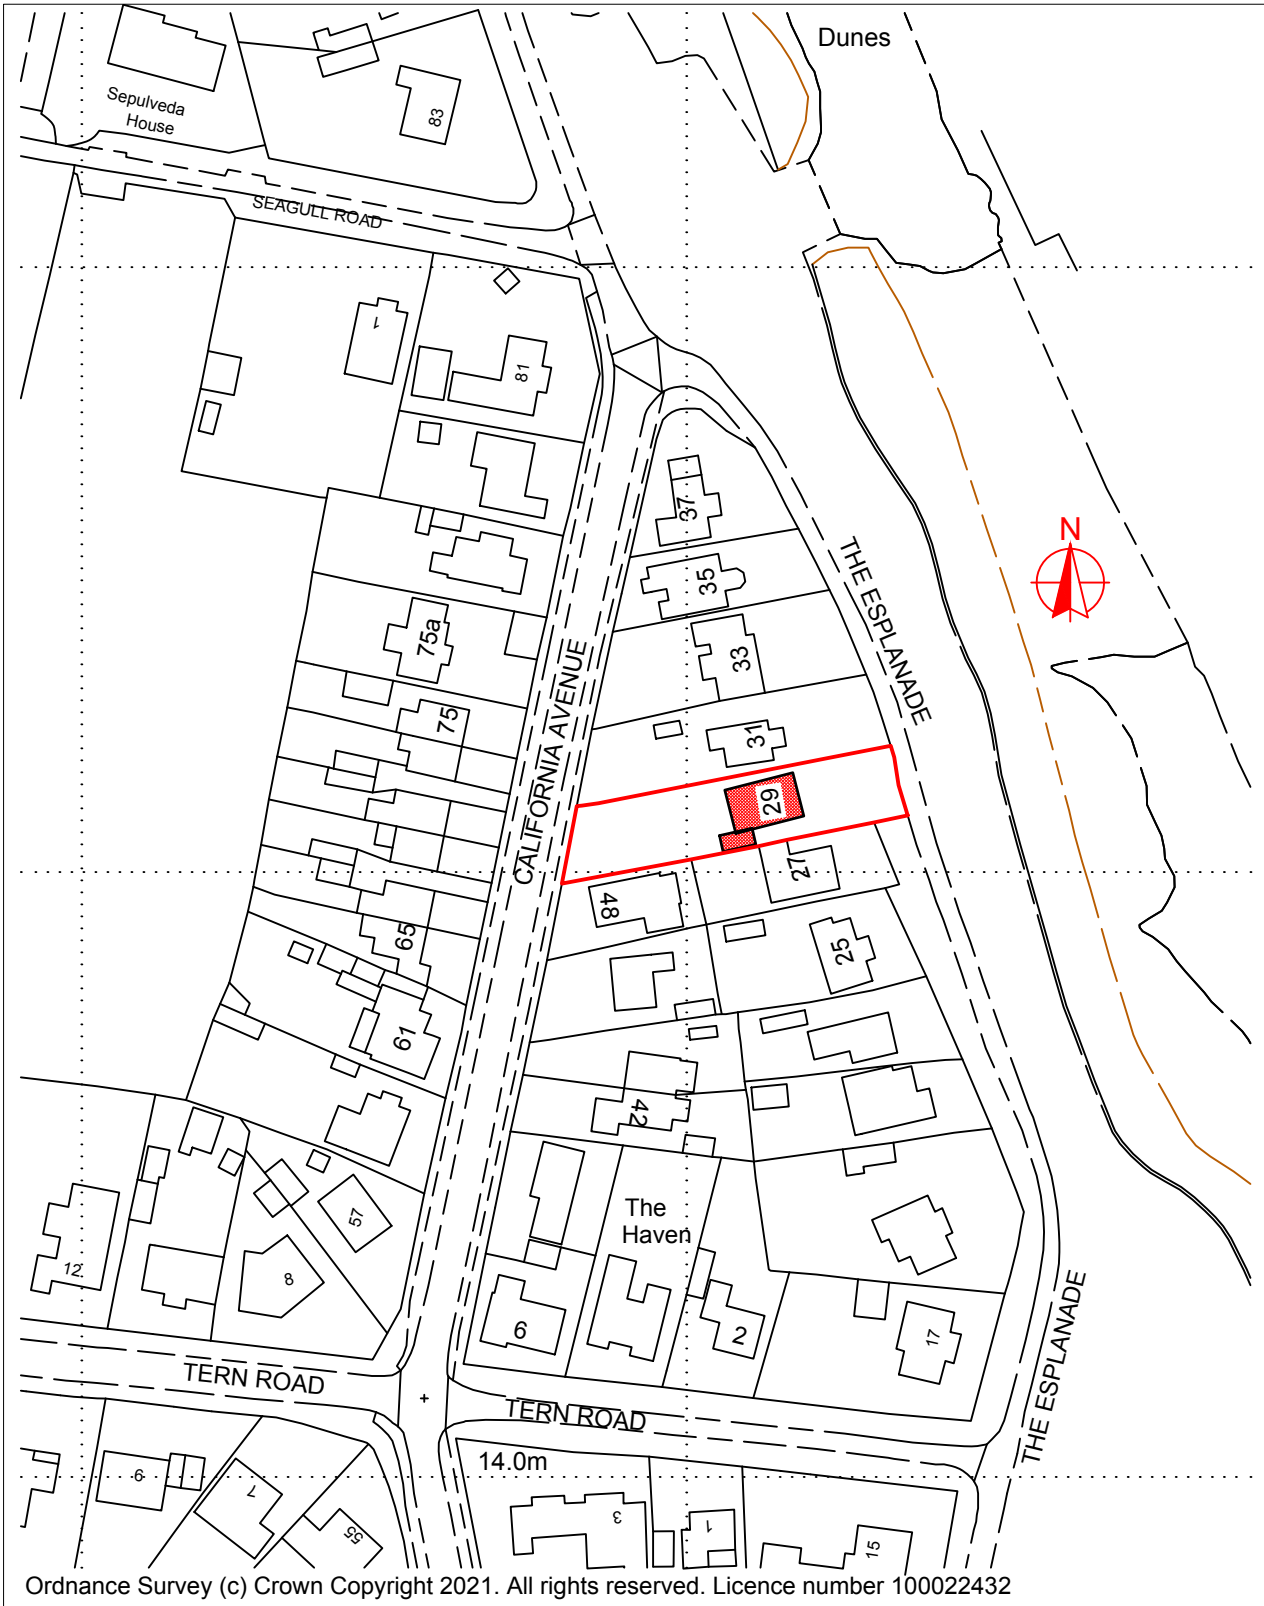 Dunes
Sepulveda
House
83
SEAGULL ROAD
1
81
37
35
THE ESPLANADE
N
75a
33
CALIFORNIA AVENUE
75
31
29
27
48
65
25
61
42
The
Haven
57
12
8
6
2
17
THE ESPLANADE
TERN ROAD
TERN ROAD
14.0m
9
1
55
3
1
15
Ordnance Survey (c) Crown Copyright 2021. All rights reserved. Licence number 100022432